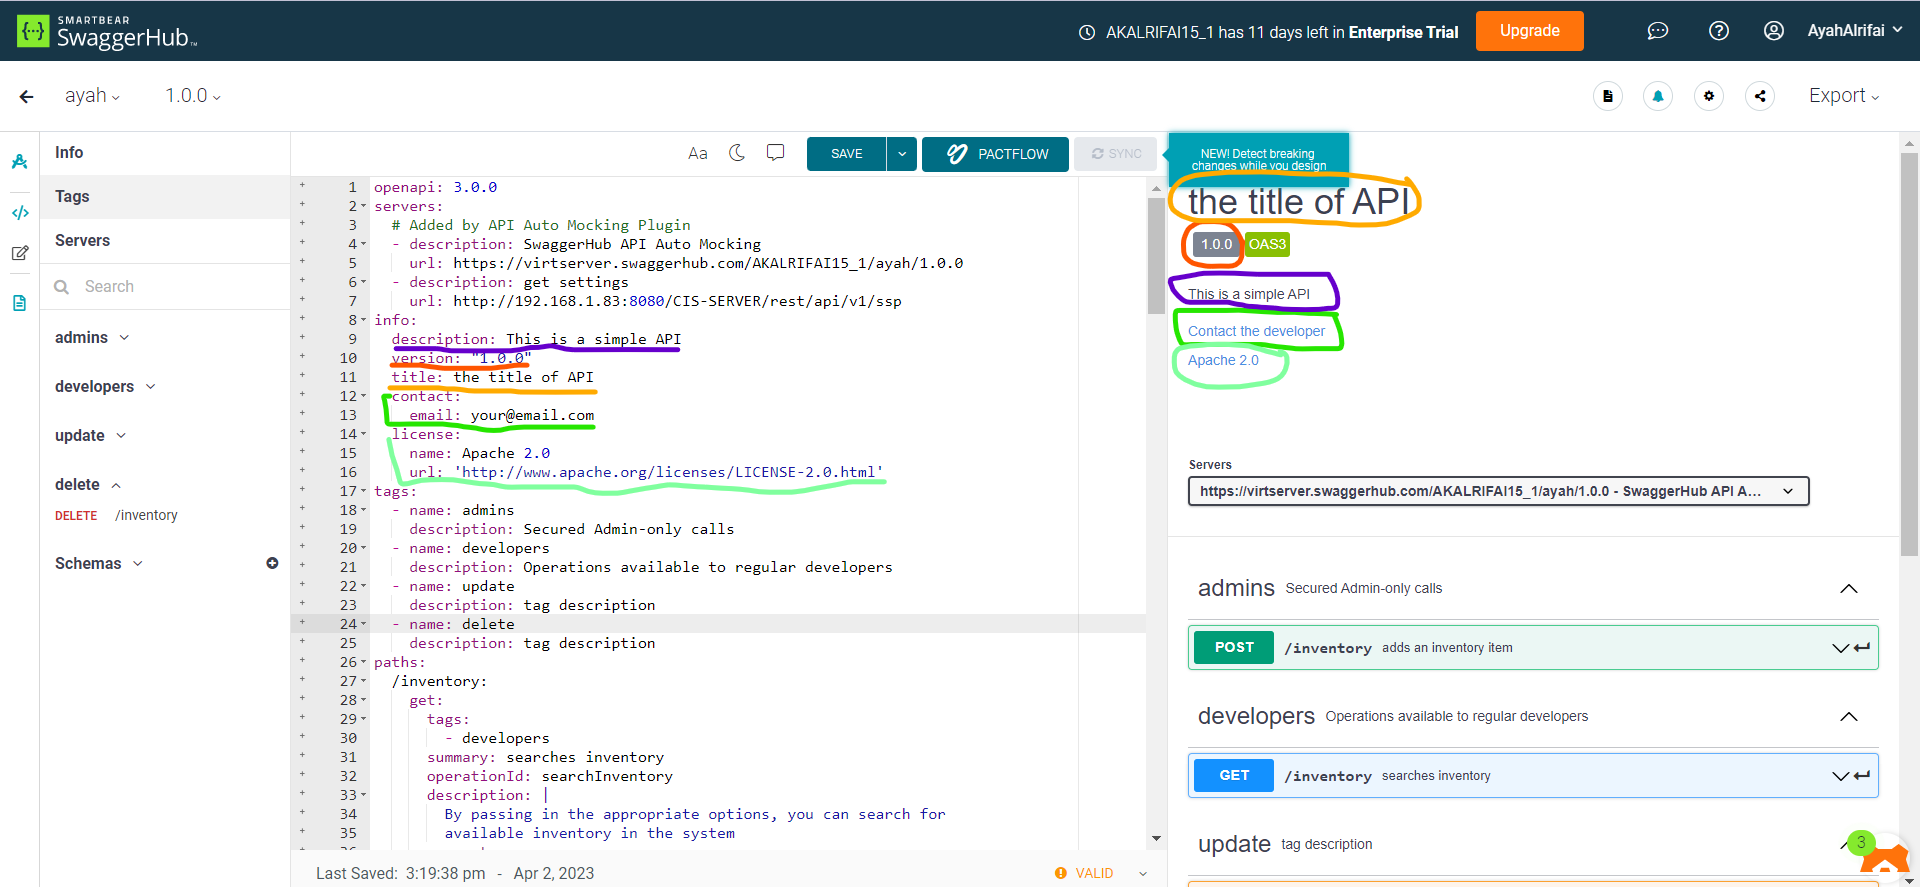 SMARTBEAR
SwaggerHub™
AKALRIFAI15_1 has 11 days left in Enterprise Trial
Upgrade
AyahAlrifai
ayah
1.0.0
Export
Info
Tags
Servers
Search
admins
developers
update
delete
DELETE /inventory
Schemas
Aa
SAVE
PACTFLOW
SYNC
NEW! Detect breaking
changes while you design
1 openapi: 3.0.0
2 servers:
3 # Added by API Auto Mocking Plugin
4 - description: SwaggerHub API Auto Mocking
5 url: https://virtserver.swaggerhub.com/AKALRIFAI15_1/ayah/1.0.0
6 - description: get settings
7 url: http://192.168.1.83:8080/CIS-SERVER/rest/api/v1/ssp
8 info:
9 description: This is a simple API
10 version: "1.0.0"
11 title: the title of API
12 contact:
13 email: your@email.com
14 license:
15 name: Apache 2.0
16 url: 'http://www.apache.org/licenses/LICENSE-2.0.html'
17 tags:
18 - name: admins
19 description: Secured Admin-only calls
20 - name: developers
21 description: Operations available to regular developers
22 - name: update
23 description: tag description
24 - name: delete
25 description: tag description
26 paths:
27 /inventory:
28 get:
29 tags:
30 - developers
31 summary: searches inventory
32 operationId: searchInventory
33 description: |
34 By passing in the appropriate options, you can search for
35 available inventory in the system
Last Saved: 3:19:38 pm - Apr 2, 2023
VALID
the title of API
1.0.0 OAS3
This is a simple API
Contact the developer
Apache 2.0
Servers
https://virtserver.swaggerhub.com/AKALRIFAI15_1/ayah/1.0.0 - SwaggerHub API A...
admins Secured Admin-only calls
POST /inventory adds an inventory item
developers Operations available to regular developers
GET /inventory searches inventory
update tag description
3